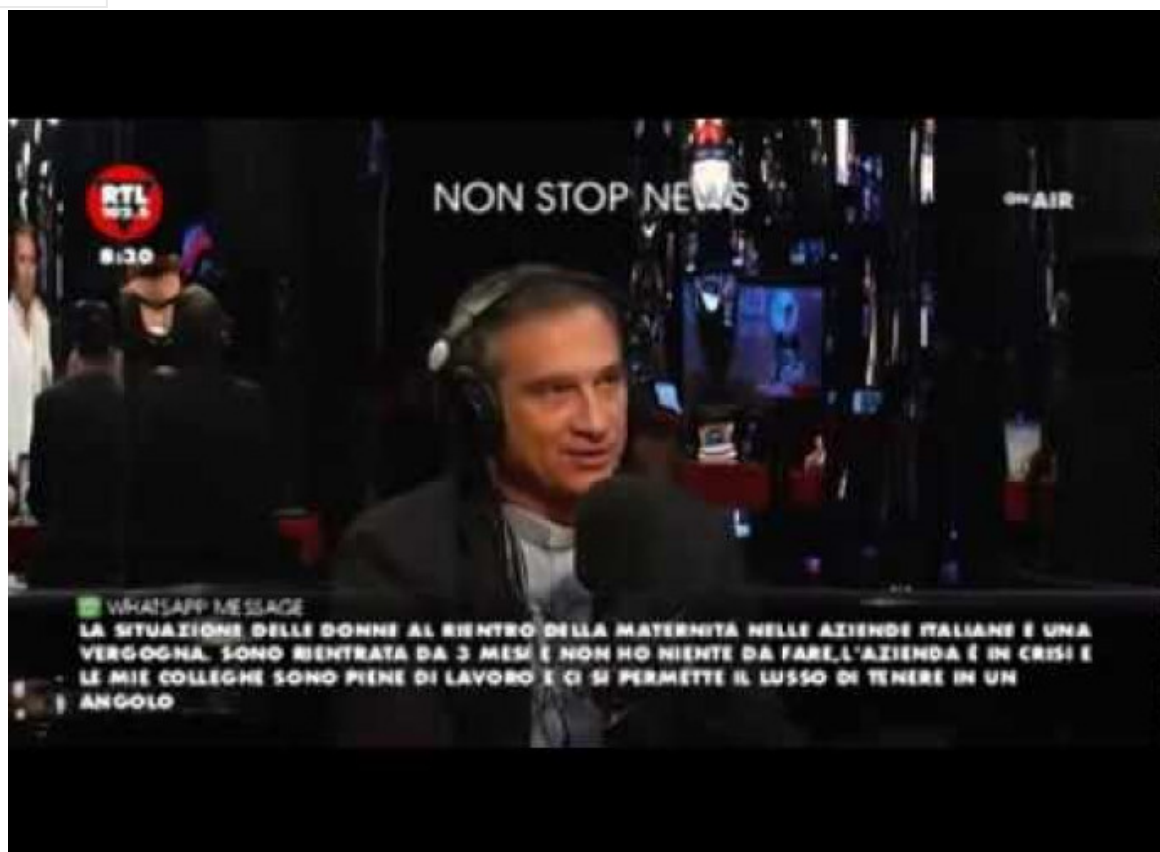 RTL
102.5
8:20
NON STOP NEWS
ON AIR
WHATSAPP MESSAGE
LA SITUAZIONE DELLE DONNE AL RIENTRO DELLA MATERNITÀ NELLE AZIENDE ITALIANE È UNA
VERGOGNA. SONO RIENTRATA DA 3 MESI E NON HO NIENTE DA FARE,L'AZIENDA É IN CRISI E
LE MIE COLLEGHE SONO PIENE DI LAVORO E CI SI PERMETTE IL LUSSO DI TENERE IN UN
ANGOLO